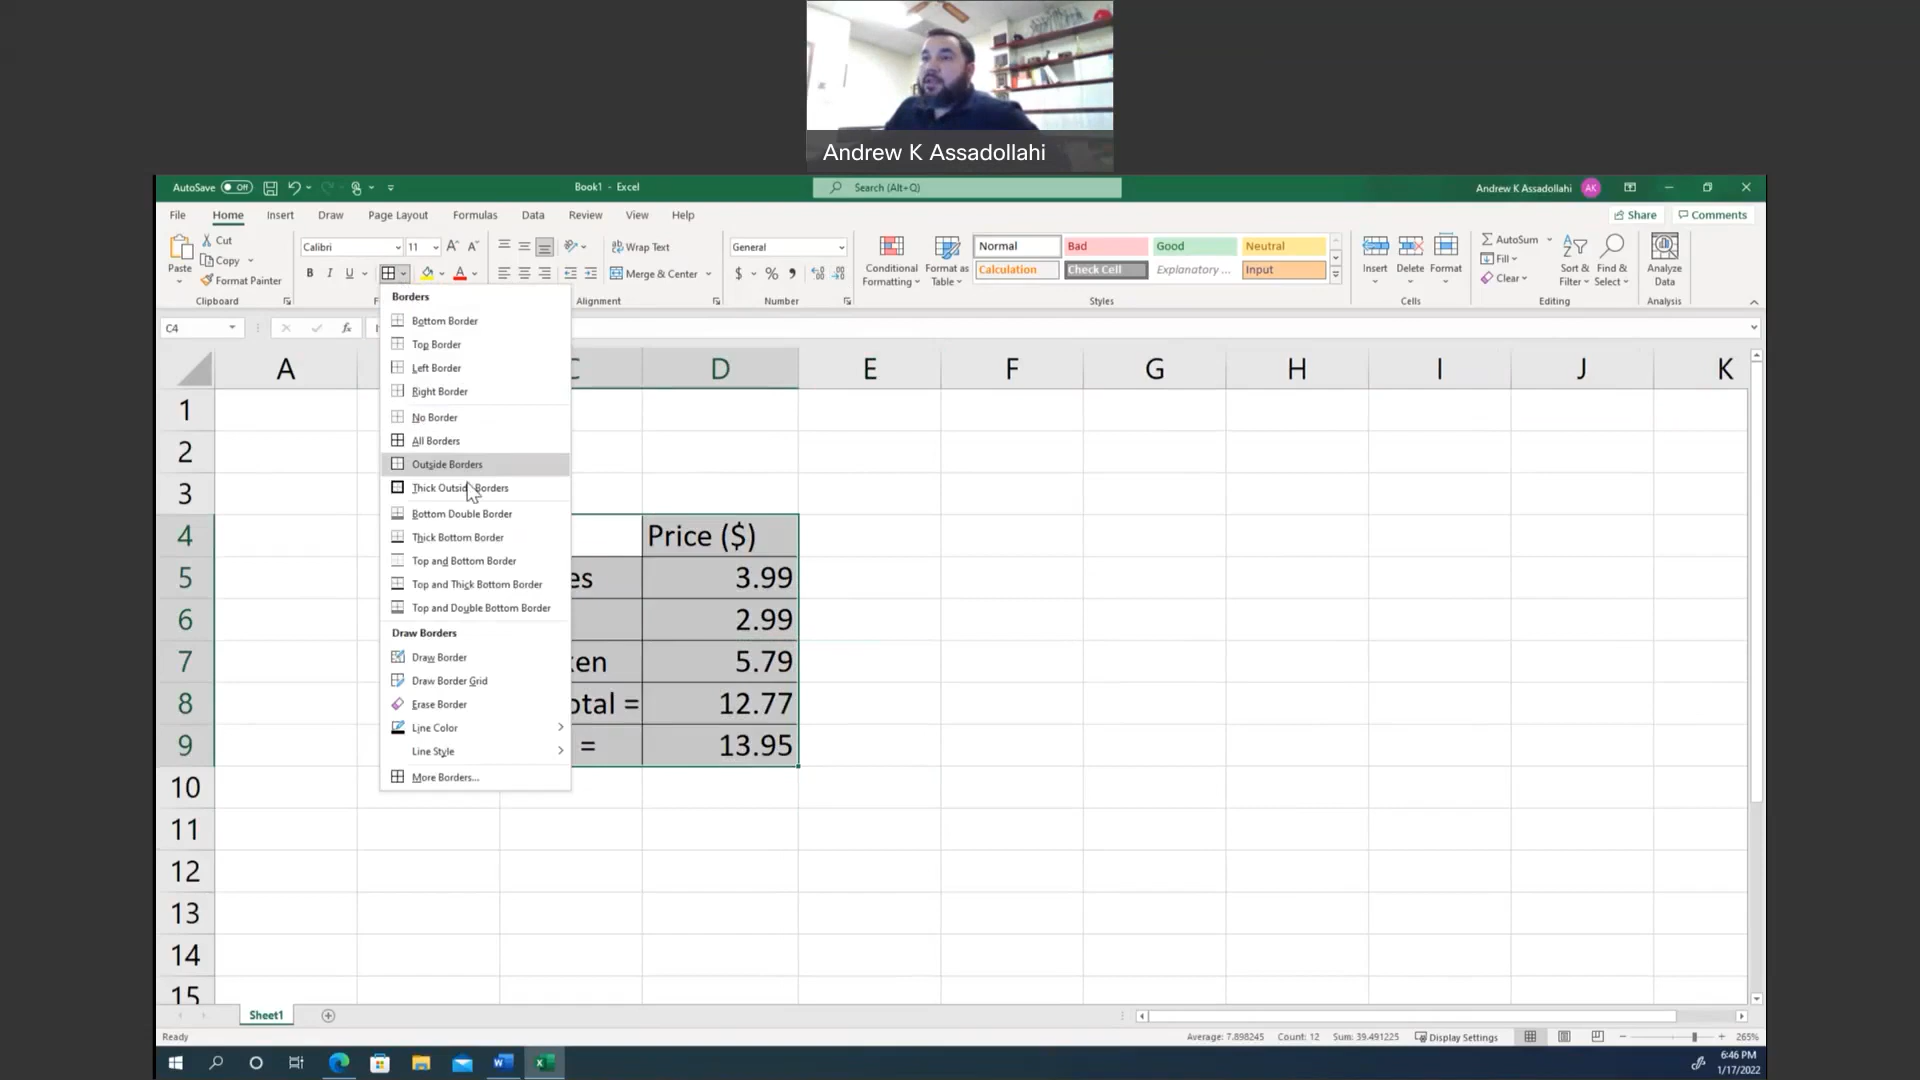 Andrew K Assadollahi
AutoSave Off
Book1 - Excel
Search (Alt+Q)
Andrew K Assadollahi AK
File Home Insert Draw Page Layout Formulas Data Review View Help
Share Comments
Paste
Cut
Copy
Format Painter
Clipboard
Calibri 11
B I U
Wrap Text
Merge & Center
Alignment
General
$ % 9
Number
Conditional
Formatting
Format as
Table
Normal Bad Good Neutral
Calculation Check Cell Explanatory ... Input
Styles
Insert Delete Format
Cells
AutoSum
Fill
Clear
Sort &
Filter
Find &
Select
Editing
Analyze
Data
Analysis
C4
fx
Borders
Bottom Border
Top Border
Left Border
Right Border
No Border
All Borders
Outside Borders
Thick Outside Borders
Bottom Double Border
Thick Bottom Border
Top and Bottom Border
Top and Thick Bottom Border
Top and Double Bottom Border
Draw Borders
Draw Border
Draw Border Grid
Erase Border
Line Color
Line Style
More Borders...
A C D E F G H I J K
1
2
3
4 Price ($)
5 es 3.99
6 2.99
7 ken 5.79
8 otal = 12.77
9 = 13.95
10
11
12
13
14
15
Sheet1
Ready
Average: 7.898245 Count: 12 Sum: 39.491225 Display Settings 265%
6:46 PM
1/17/2022